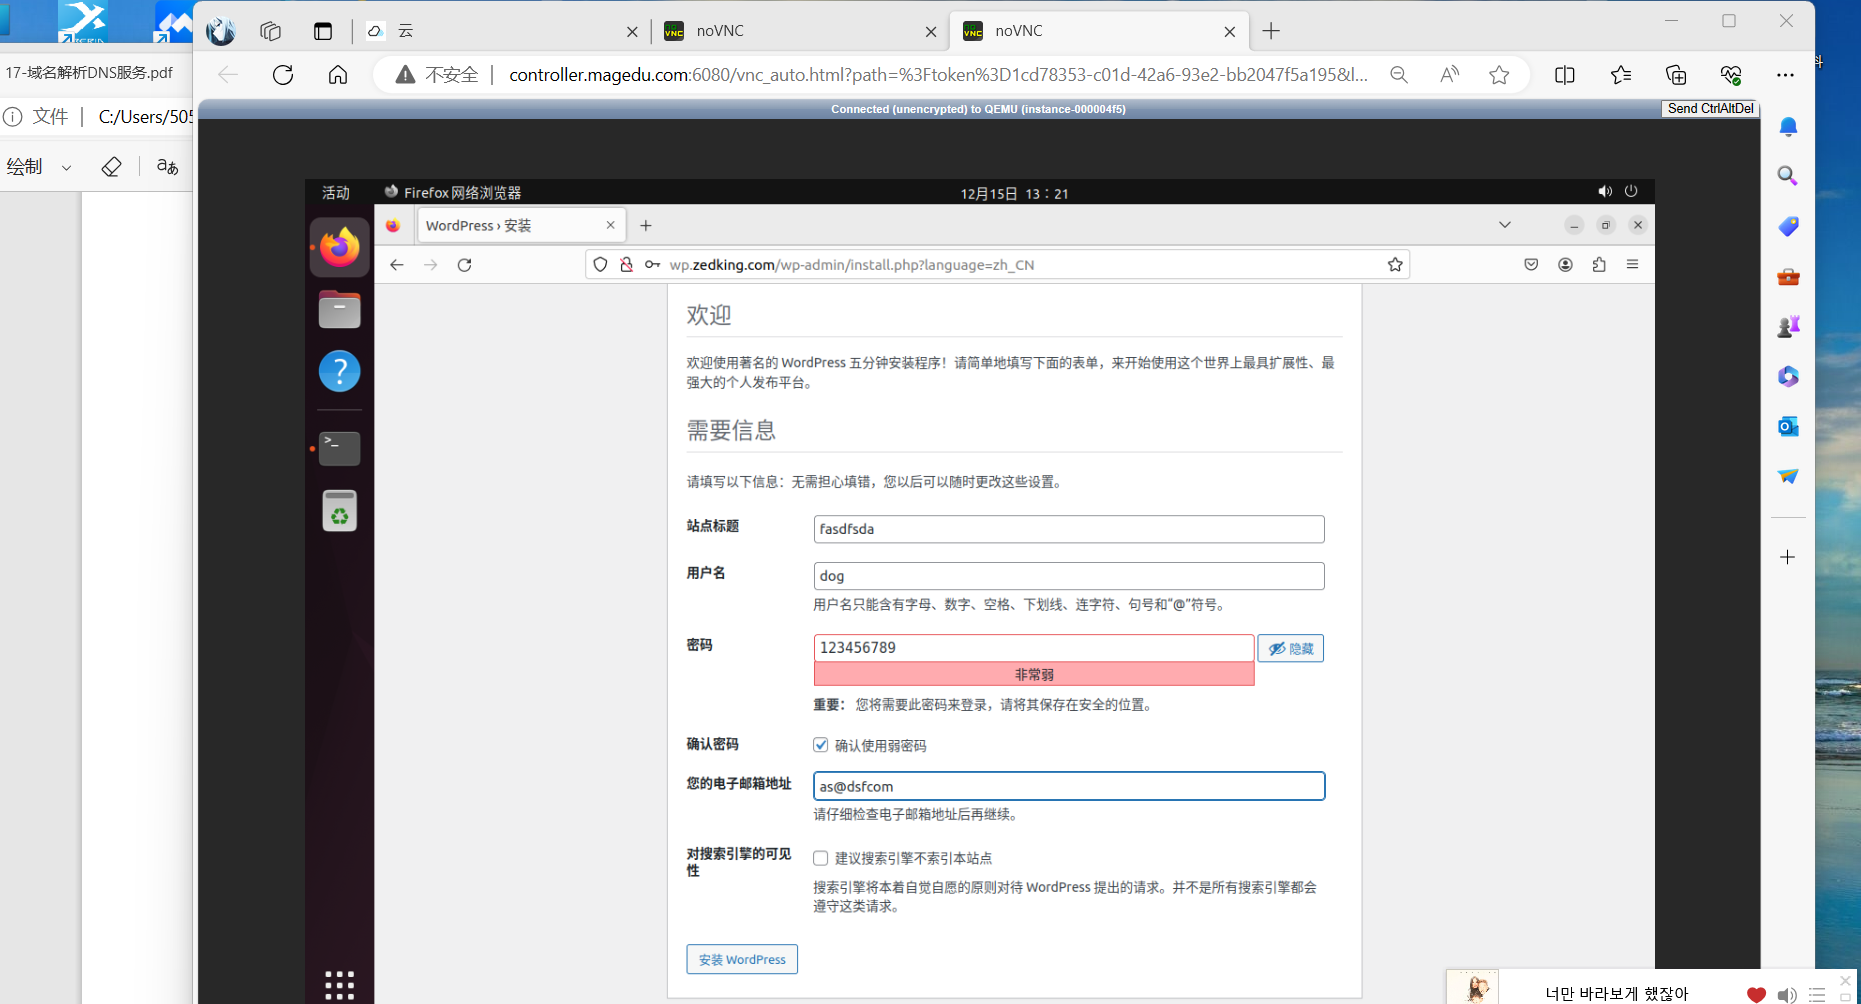 云
noVNC
noVNC
17-域名解析DNS服务.pdf
不安全
controller.magedu.com:6080/vnc_auto.html?path=%3Ftoken%3D1cd78353-c01d-42a6-93e2-bb2047f5a195&l...
文件
C:/Users/505
Connected (unencrypted) to QEMU (instance-000004f5)
Send CtrlAltDel
绘制
活动
Firefox 网络浏览器
12月15日 13：21
WordPress › 安装
wp.zedking.com/wp-admin/install.php?language=zh_CN
欢迎
欢迎使用著名的 WordPress 五分钟安装程序！请简单地填写下面的表单，来开始使用这个世界上最具扩展性、最
强大的个人发布平台。
需要信息
请填写以下信息：无需担心填错，您以后可以随时更改这些设置。
站点标题
fasdfsda
用户名
dog
用户名只能含有字母、数字、空格、下划线、连字符、句号和“@”符号。
密码
123456789
隐藏
非常弱
重要： 您将需要此密码来登录，请将其保存在安全的位置。
确认密码
确认使用弱密码
您的电子邮箱地址
as@dsfcom
请仔细检查电子邮箱地址后再继续。
对搜索引擎的可见
性
建议搜索引擎不索引本站点
搜索引擎将本着自觉自愿的原则对待 WordPress 提出的请求。并不是所有搜索引擎都会
遵守这类请求。
安装 WordPress
너만 바라보게 했잖아